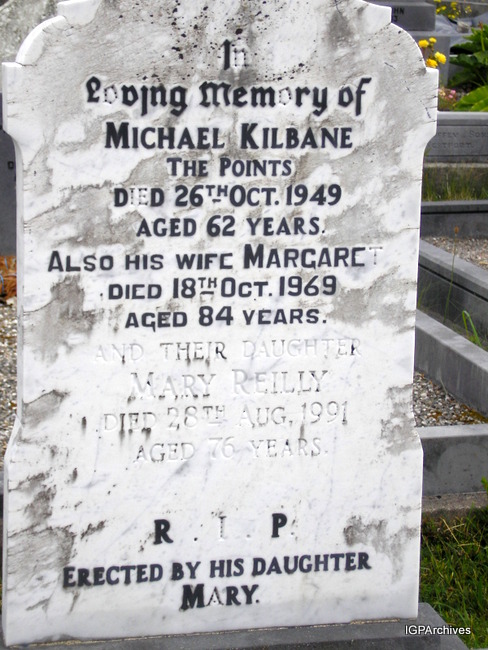 In
Loving Memory of
MICHAEL KILBANE
THE POINTS
DIED 26TH OCT. 1949
AGED 62 YEARS.
ALSO HIS WIFE MARGARET
DIED 18TH OCT. 1969
AGED 84 YEARS.
AND THEIR DAUGHTER
MARY REILLY
DIED 28TH AUG, 1991
AGED 76 YEARS.
R. I. P.
ERECTED BY HIS DAUGHTER
MARY.
IGPArchives